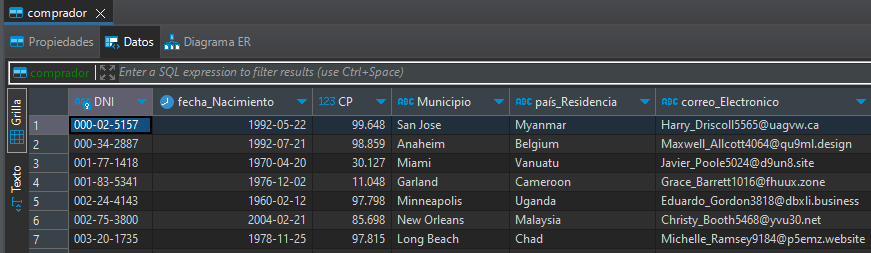 comprador
Propiedades Datos Diagrama ER
comprador Enter a SQL expression to filter results (use Ctrl+Space)
Grilla
Texto
ABC DNI fecha_Nacimiento 123 CP ABC Municipio ABC país_Residencia ABC correo_Electronico
1 000-02-5157 1992-05-22 99.648 San Jose Myanmar Harry_Driscoll5565@uagvw.ca
2 000-34-2887 1992-07-21 98.859 Anaheim Belgium Maxwell_Allcott4064@qu9ml.design
3 001-77-1418 1970-04-20 30.127 Miami Vanuatu Javier_Poole5024@d9un8.site
4 001-83-5341 1976-12-02 11.048 Garland Cameroon Grace_Barrett1016@fhuux.zone
5 002-24-4143 1960-02-12 97.798 Minneapolis Uganda Eduardo_Gordon3818@dbxli.business
6 002-75-3800 2004-02-21 85.698 New Orleans Malaysia Christy_Booth5468@yvu30.net
7 003-20-1735 1978-11-25 97.815 Long Beach Chad Michelle_Ramsey9184@p5emz.website